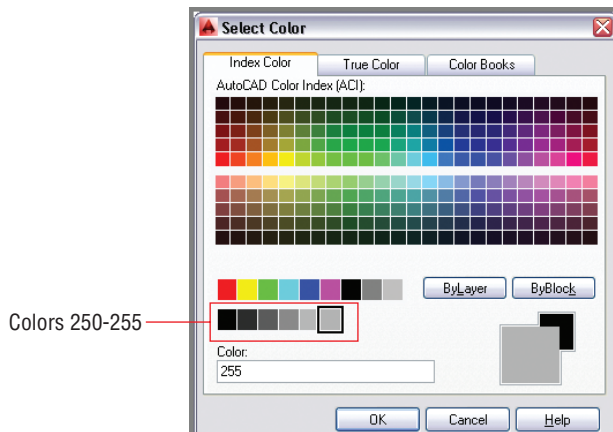 Select Color
Index Color
True Color
Color Books
AutoCAD Color Index (ACI):
ByLayer
ByBlock
Colors 250-255
Color:
255
OK
Cancel
Help